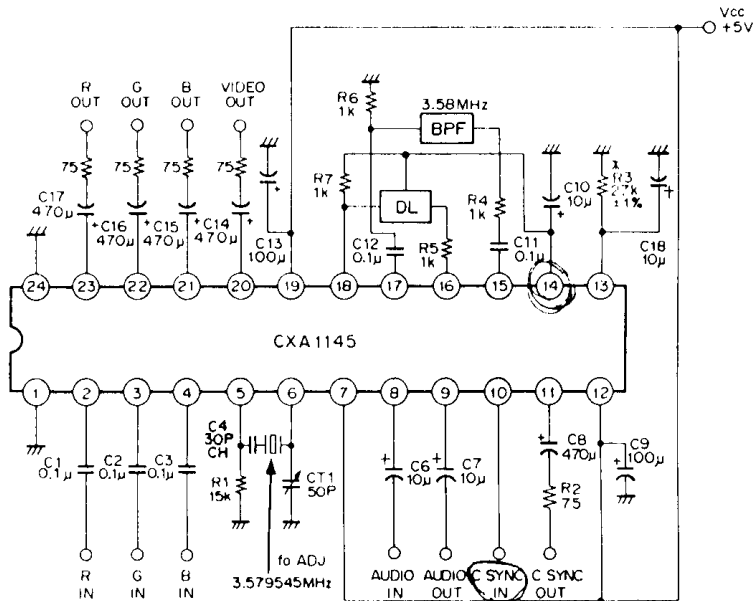 Vcc
+5V
R OUT
G OUT
B OUT
VIDEO OUT
R6
1k
3.58MHz
BPF
75
75
75
75
R7
1k
DL
R4
1k
C10
10μ
*
R3
2.7k
±1%
C17
470μ
C16
470μ
C15
470μ
C14
470μ
C13
100μ
C12
0.1μ
R5
1k
C11
0.1μ
C18
10μ
24 23 22 21 20 19 18 17 16 15 14 13
CXA1145
1 2 3 4 5 6 7 8 9 10 11 12
C1
0.1μ
C2
0.1μ
C3
0.1μ
C4
30P
CH
R1
15k
CT1
50P
C6
10μ
C7
10μ
C8
470μ
R2
75
C9
100μ
fo ADJ
3.579545MHz
R IN
G IN
B IN
AUDIO IN
AUDIO OUT
C SYNC IN
C SYNC OUT